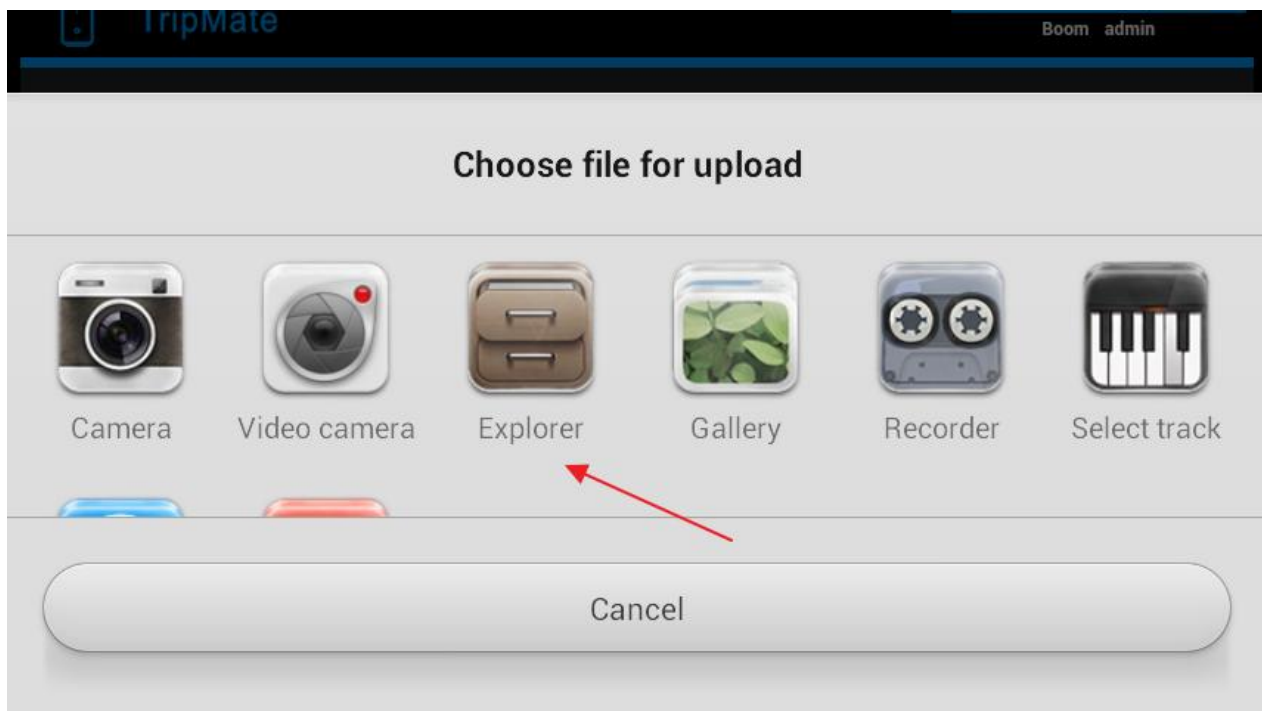 TripMate
Boom admin
Choose file for upload
Camera Video camera Explorer Gallery Recorder Select track
Cancel